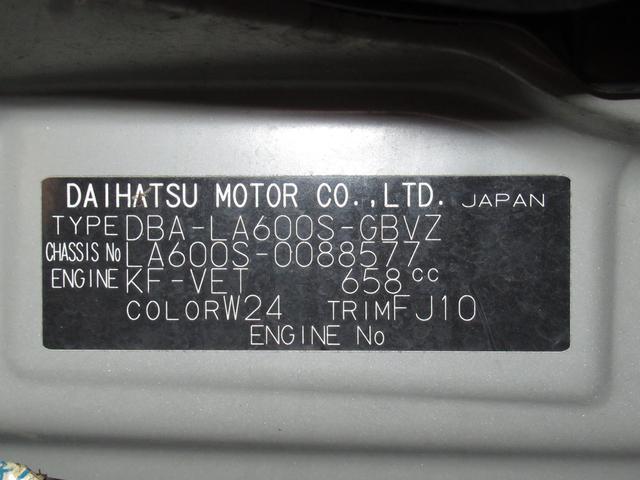 DAIHATSU MOTOR CO.,LTD. JAPAN
TYPE DBA-LA600S-GBVZ
CHASSIS No LA600S-0088577
ENGINE KF-VET 658cc
COLOR W24 TRIM FJ10
ENGINE No